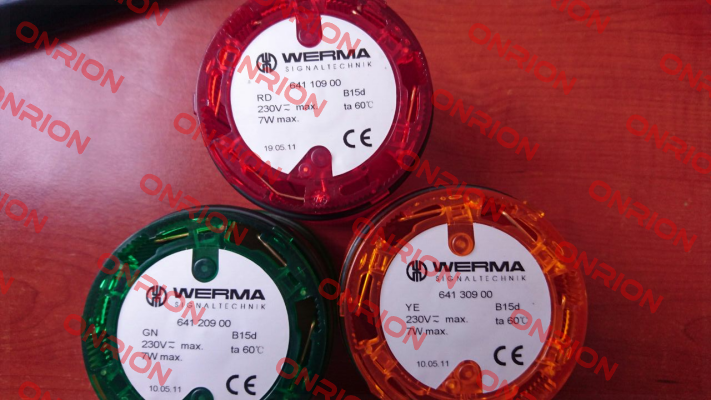 WERMA
SIGNALTECHNIK
641 109 00
RD B15d
230V⎓ max. ta 60℃
7W max.
19.05.11 CE
WERMA
SIGNALTECHNIK
641 209 00
GN B15d
230V⎓ max. ta 60℃
7W max.
10.05.11 CE
WERMA
SIGNALTECHNIK
641 309 00
YE B15d
230V⎓ max. ta 60℃
7W max.
10.05.11 CE
ONRION